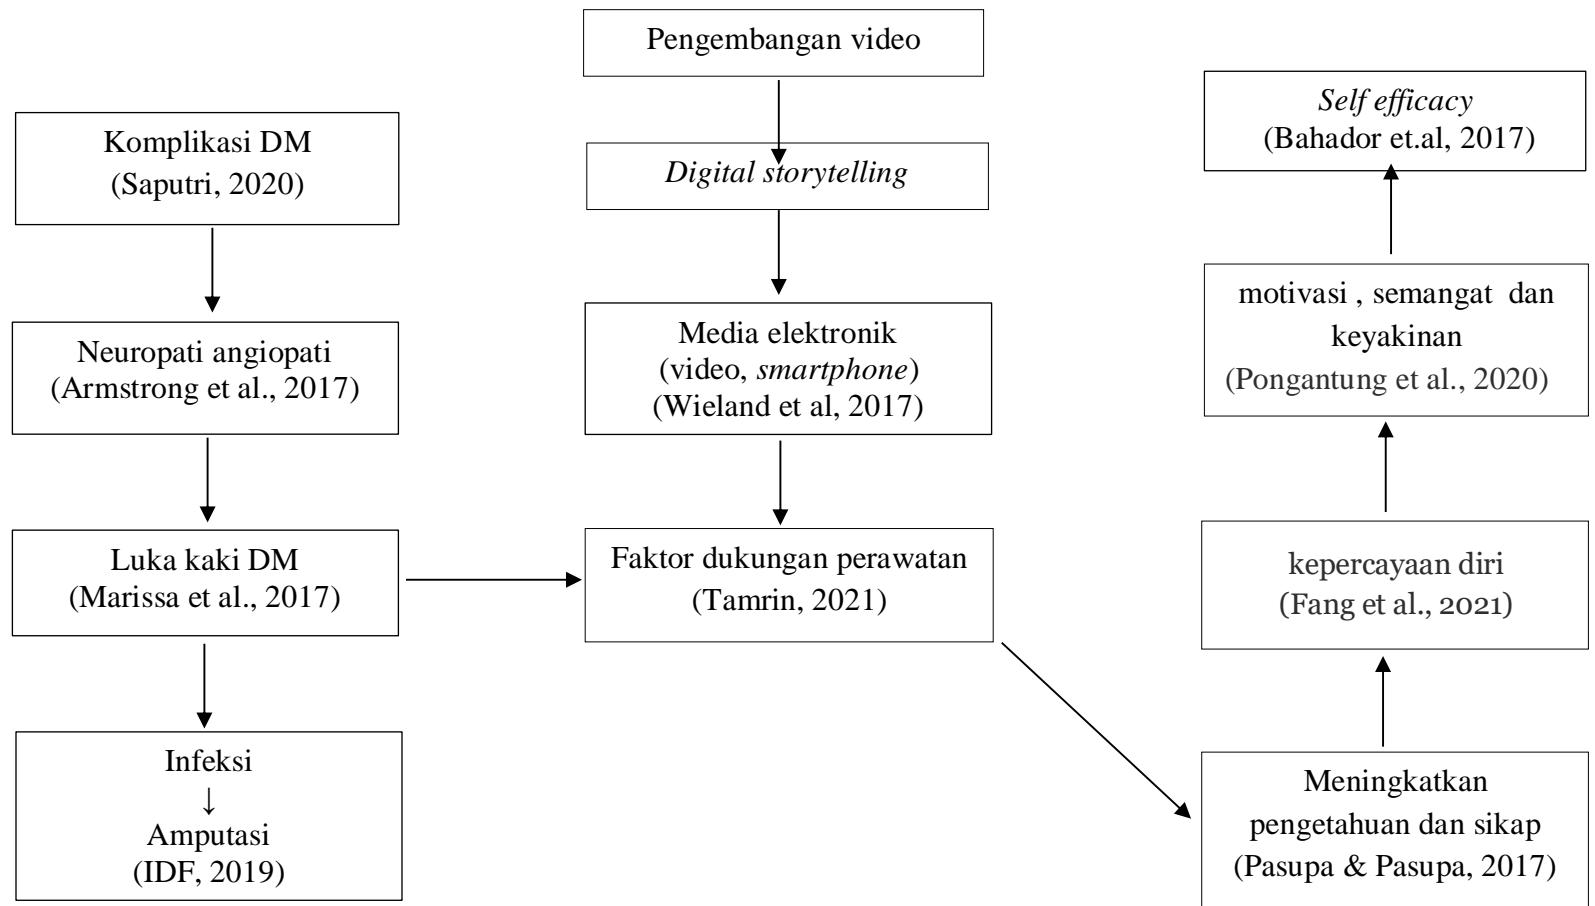 Komplikasi DM
(Saputri, 2020)
Neuropati angiopati
(Armstrong et al., 2017)
Luka kaki DM
(Marissa et al., 2017)
Infeksi
↓
Amputasi
(IDF, 2019)
Pengembangan video
Digital storytelling
Media elektronik
(video, smartphone)
(Wieland et al, 2017)
Faktor dukungan perawatan
(Tamrin, 2021)
Self efficacy
(Bahador et.al, 2017)
motivasi , semangat dan
keyakinan
(Pongantung et al., 2020)
kepercayaan diri
(Fang et al., 2021)
Meningkatkan
pengetahuan dan sikap
(Pasupa & Pasupa, 2017)